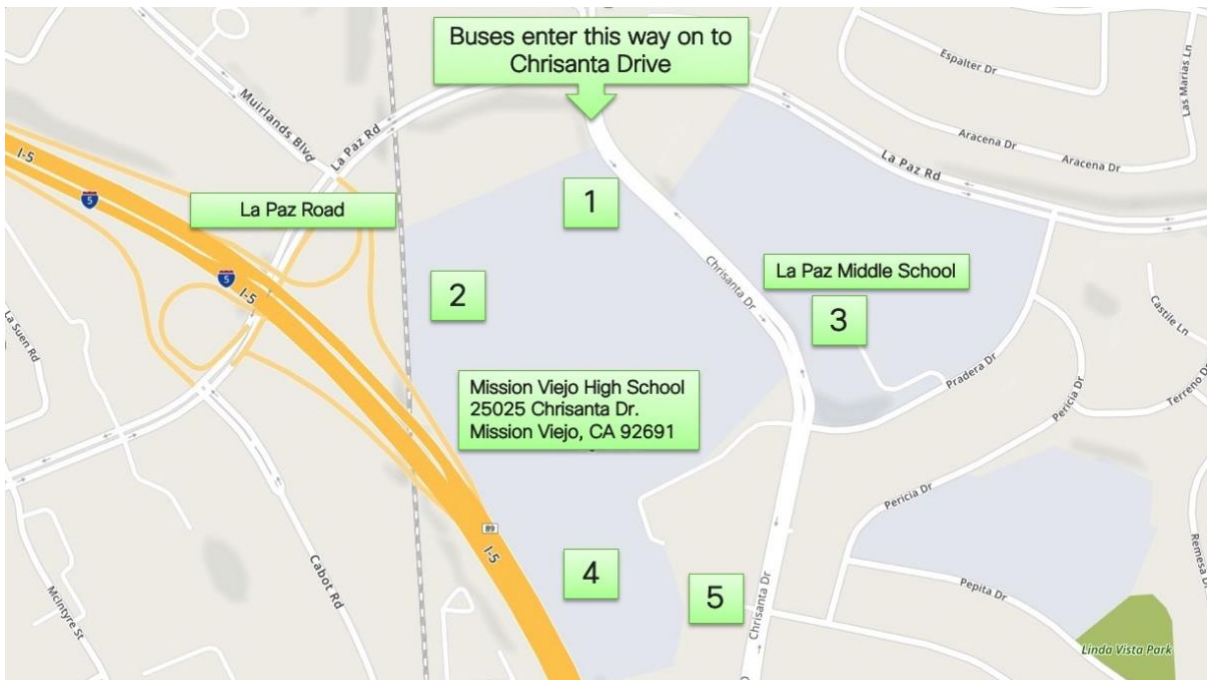 Buses enter this way on to
Chrisanta Drive
Espalter Dr
Las Marias Ln
Muirlands Blvd
La Paz Rd
Aracena Dr
Aracena Dr
La Paz Rd
I-5
5
La Paz Road
1
La Paz Middle School
Chrisanta Dr
5
I-5
2
3
Castile Ln
La Suen Rd
Mission Viejo High School
25025 Chrisanta Dr.
Mission Viejo, CA 92691
Pradera Dr
Pericia Dr
Terreno Dr
Pericia Dr
89
I-5
Cabot Rd
4
5
Chrisanta Dr
Pepita Dr
Remesa D
McIntyre St
Linda Vista Park